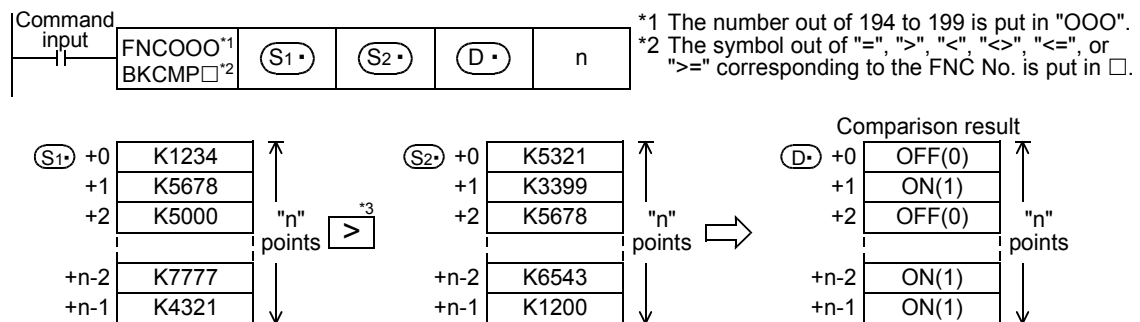 Command
input
FNCOOO*1
BKCMP□*2
S1· S2· D· n
*1 The number out of 194 to 199 is put in "OOO".
*2 The symbol out of "=", ">", "<", "<>", "<=", or
">=" corresponding to the FNC No. is put in □.
Comparison result
S1· +0 K1234 S2· +0 K5321 D· +0 OFF(0)
+1 K5678 +1 K3399 +1 ON(1)
+2 K5000 "n" > *3 +2 K5678 "n" +2 OFF(0) "n"
points points points
+n-2 K7777 +n-2 K6543 +n-2 ON(1)
+n-1 K4321 +n-1 K1200 +n-1 ON(1)